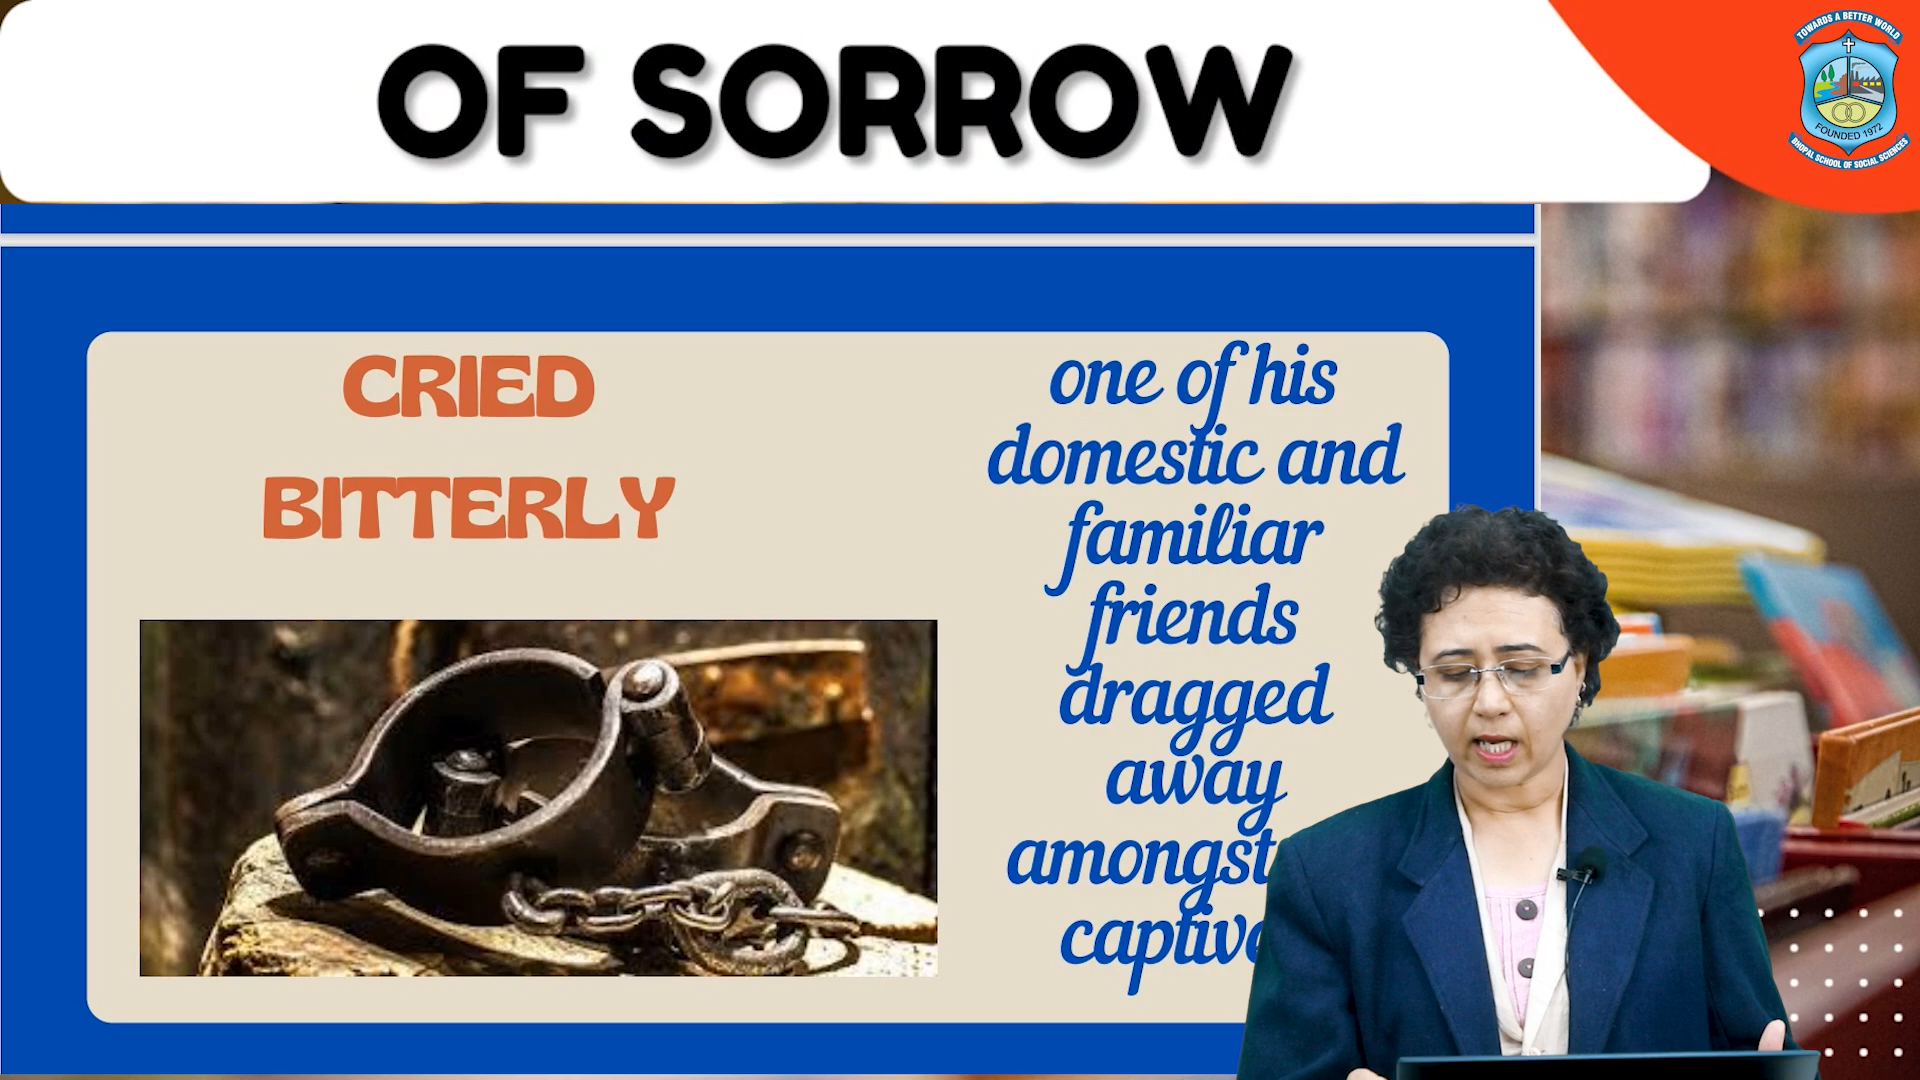 OF SORROW
TOWARDS A BETTER WORLD
FOUNDED 1972
BHOPAL SCHOOL OF SOCIAL SCIENCES
CRIED
BITTERLY
one of his
domestic and
familiar
friends
dragged
away
amongst